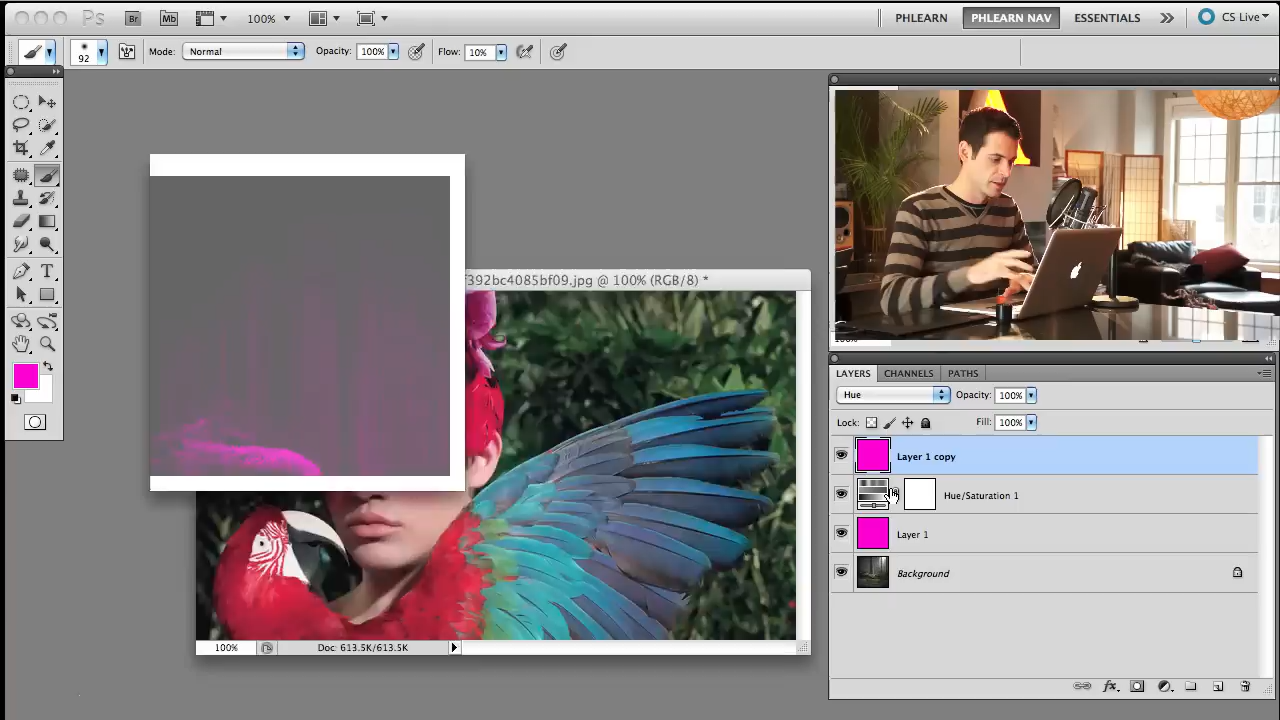 Ps Br Mb 100% PHLEARN PHLEARN NAV ESSENTIALS CS Live
92 Mode: Normal Opacity: 100% Flow: 10%
f392bc4085bf09.jpg @ 100% (RGB/8) *
100% Doc: 613.5K/613.5K
LAYERS CHANNELS PATHS
Hue Opacity: 100%
Lock: Fill: 100%
Layer 1 copy
Hue/Saturation 1
Layer 1
Background